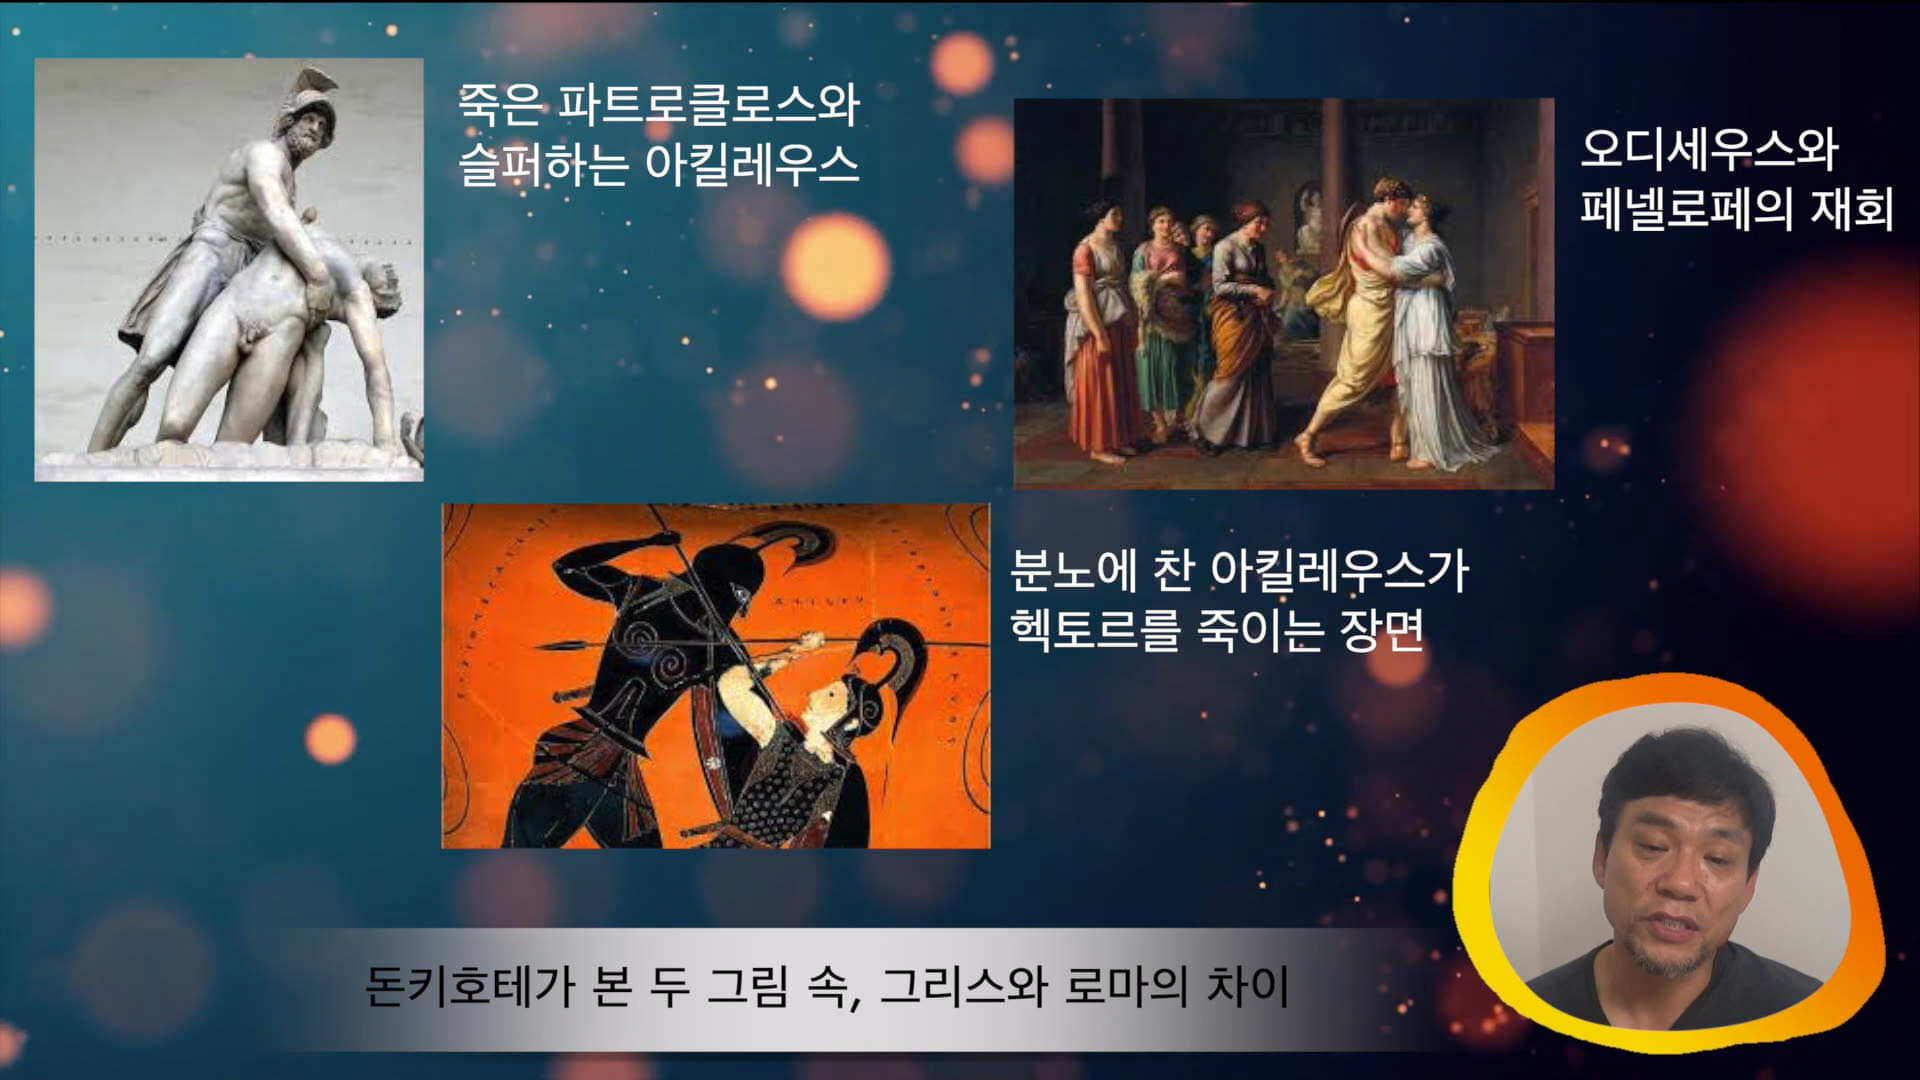 죽은 파트로클로스와
슬퍼하는 아킬레우스
오디세우스와
페넬로페의 재회
분노에 찬 아킬레우스가
헥토르를 죽이는 장면
돈키호테가 본 두 그림 속, 그리스와 로마의 차이